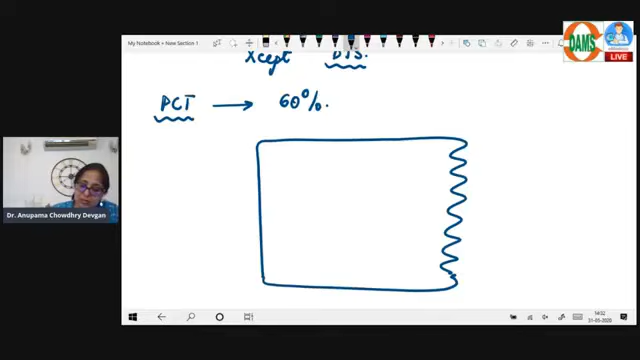 My Notebook > New Section 1
DAMS
LIVE
Xcept DTS.
PCT → 60%.
Dr. Anupama Chowdhry Devgan
14:32
31-05-2020